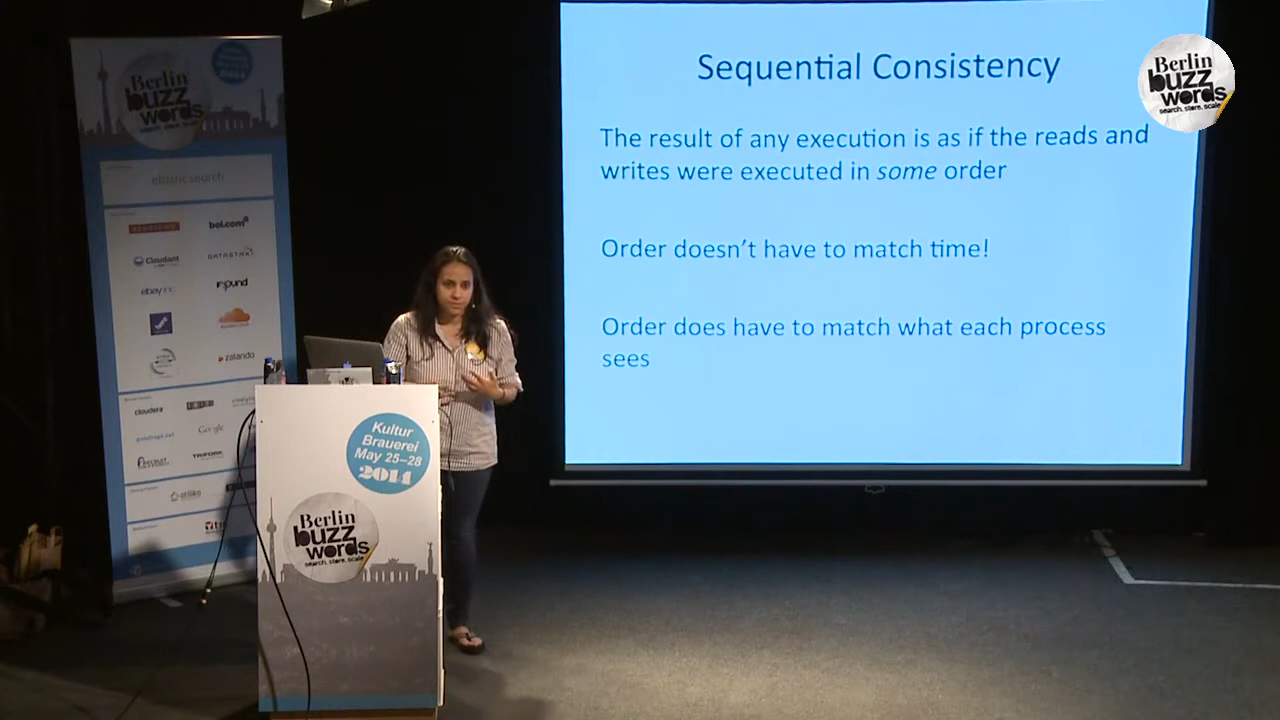 Sequential Consistency
The result of any execution is as if the reads and
writes were executed in some order
Order doesn't have to match time!
Order does have to match what each process
sees
Berlin
buzz
words
search. store. scale
Berlin
buzz
words
elasticsearch
bol.com
Cloudant
DATASTAX
ebay inc
found
zalando
cloudera
Google
TRIFORK
Kultur
Brauerei
May 25–28
2014
Berlin
buzz
words
search. store. scale